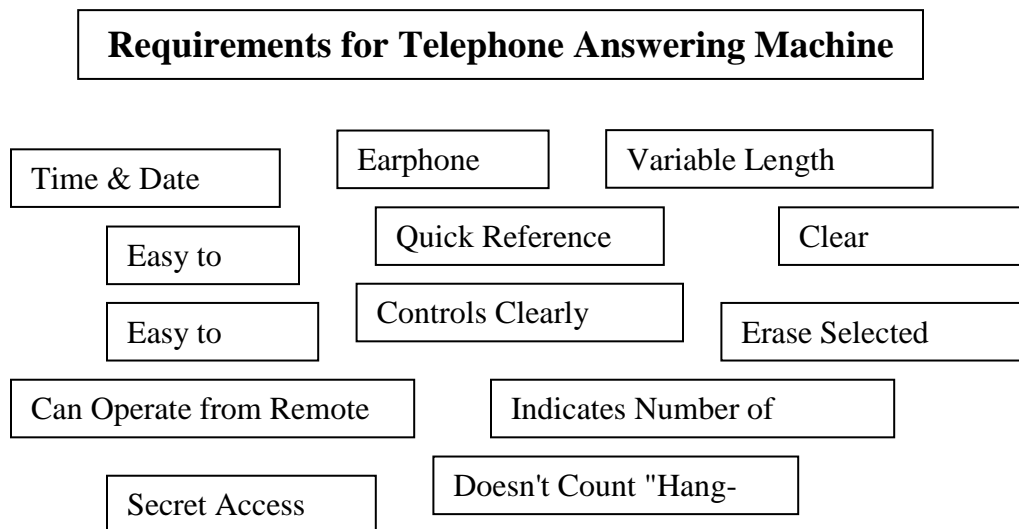 Requirements for Telephone Answering Machine
Earphone
Variable Length
Time & Date
Quick Reference
Clear
Easy to
Controls Clearly
Easy to
Erase Selected
Can Operate from Remote
Indicates Number of
Doesn't Count "Hang-
Secret Access